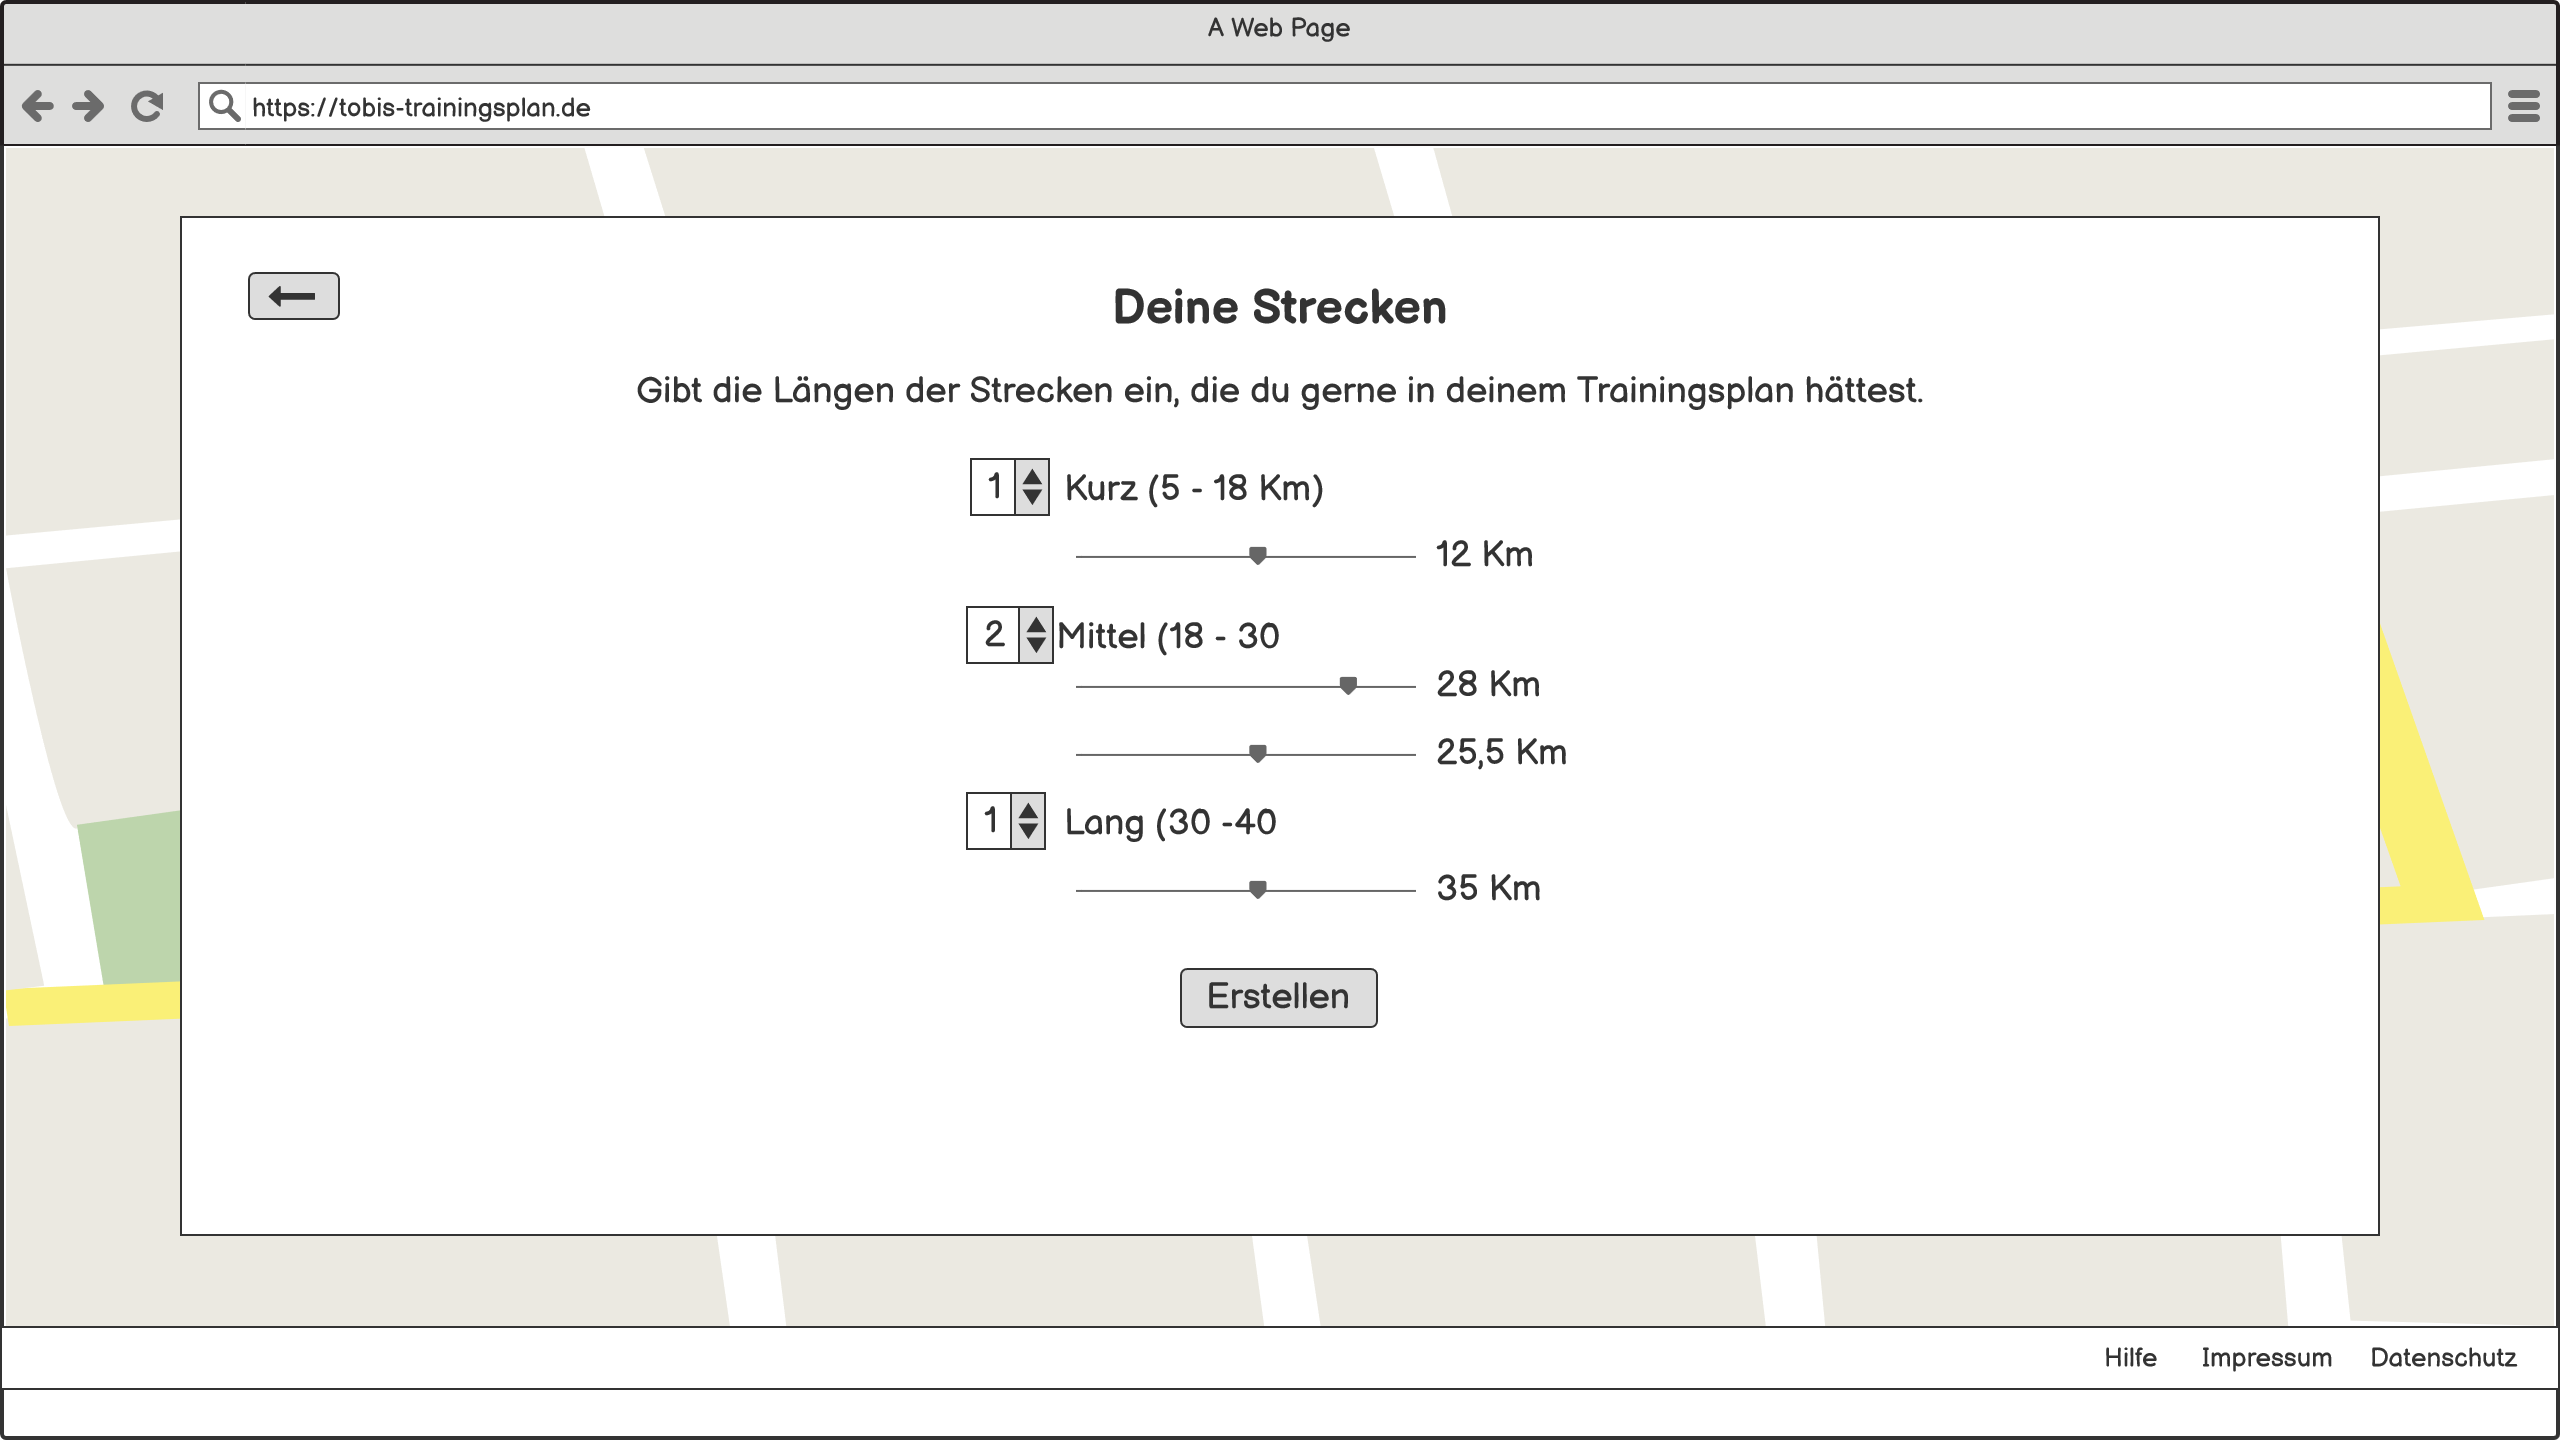 A Web Page
https://tobis-trainingsplan.de
Deine Strecken
Gibt die Längen der Strecken ein, die du gerne in deinem Trainingsplan hättest.
1 Kurz (5 - 18 Km)
12 Km
2 Mittel (18 - 30
28 Km
25,5 Km
1 Lang (30 -40
35 Km
Erstellen
Hilfe Impressum Datenschutz